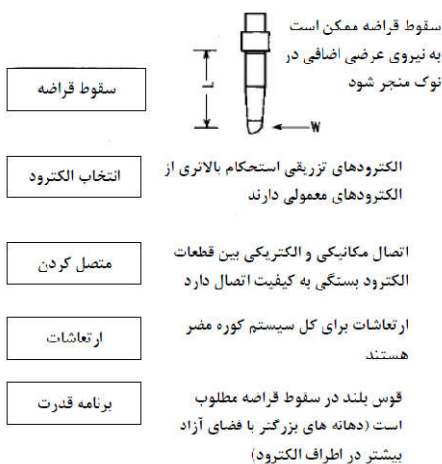 سقوط قراضه ممکن است
به نیروی عرضی اضافی در
نوک منجر شود
سقوط قراضه
L
W
الکترودهای تزریقی استحکام بالاتری از
الکترودهای معمولی دارند
انتخاب الکترود
اتصال مکانیکی و الکتریکی بین قطعات
الکترود بستگی به کیفیت اتصال دارد
متصل کردن
ارتعاشات برای کل سیستم کوره مضر
هستند
ارتعاشات
قوس بلند در سقوط قراضه مطلوب
است (دهانه های بزرگتر با فضای آزاد
بیشتر در اطراف الکترود)
برنامه قدرت